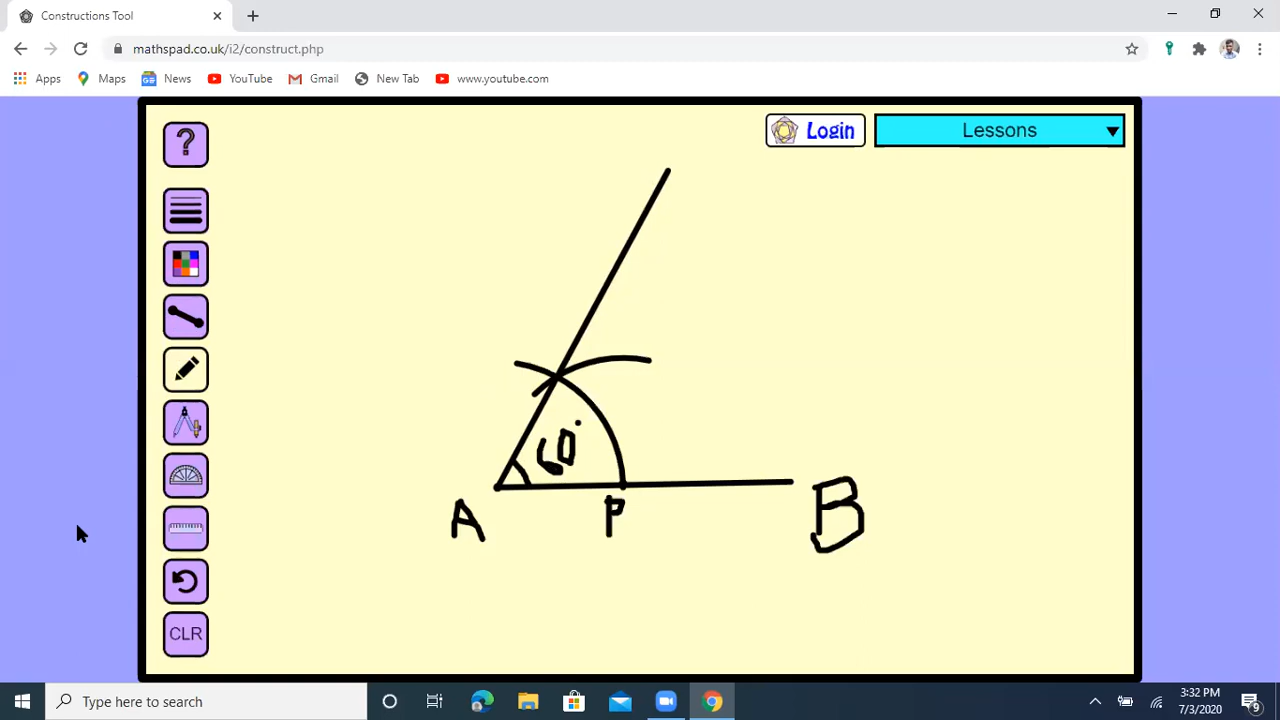 Constructions Tool
mathspad.co.uk/i2/construct.php
Apps Maps News YouTube Gmail New Tab www.youtube.com
? Login Lessons
60°
A P B
CLR
Type here to search
3:32 PM
7/3/2020
9